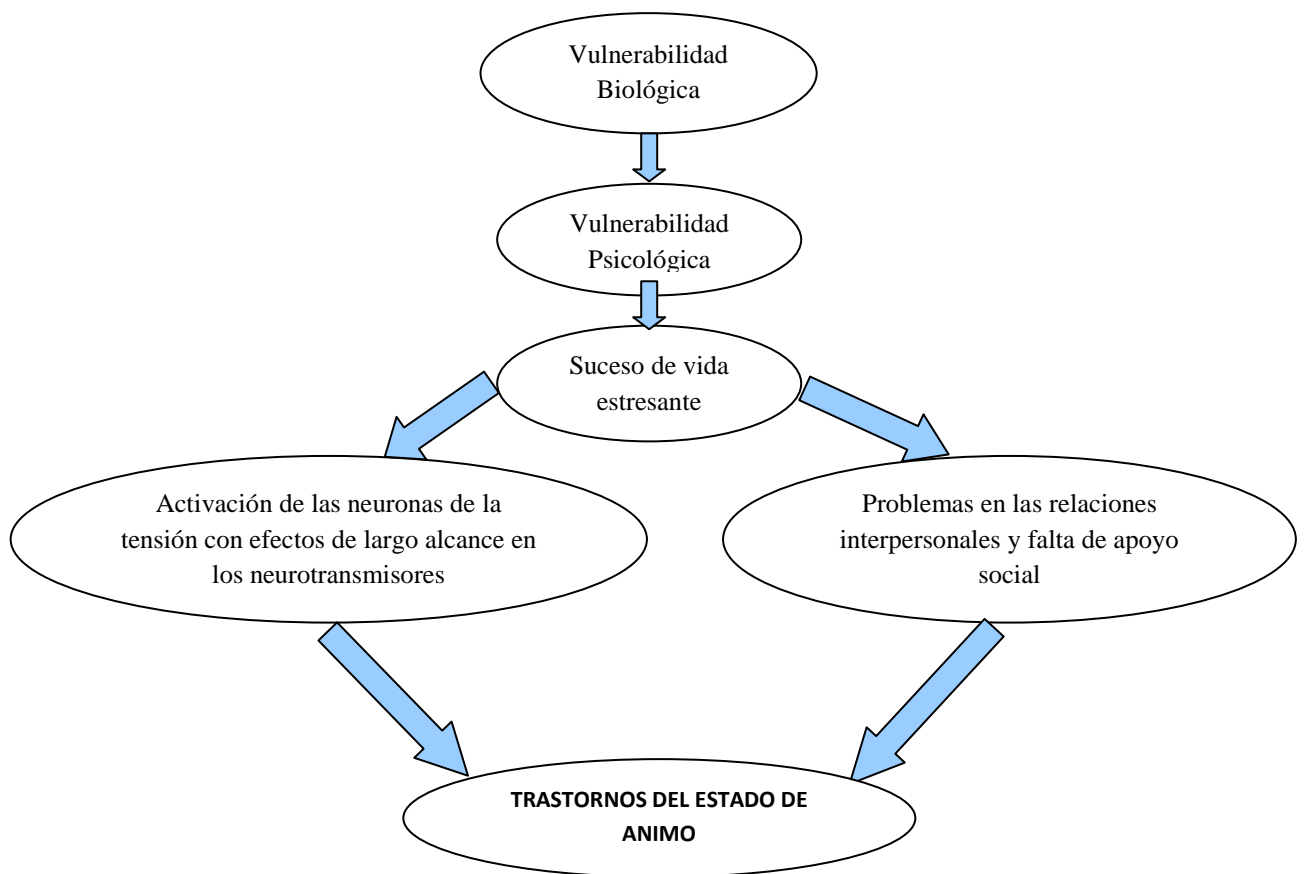 Vulnerabilidad
Biológica
Vulnerabilidad
Psicológica
Suceso de vida
estresante
Activación de las neuronas de la
tensión con efectos de largo alcance en
los neurotransmisores
Problemas en las relaciones
interpersonales y falta de apoyo
social
TRASTORNOS DEL ESTADO DE
ANIMO